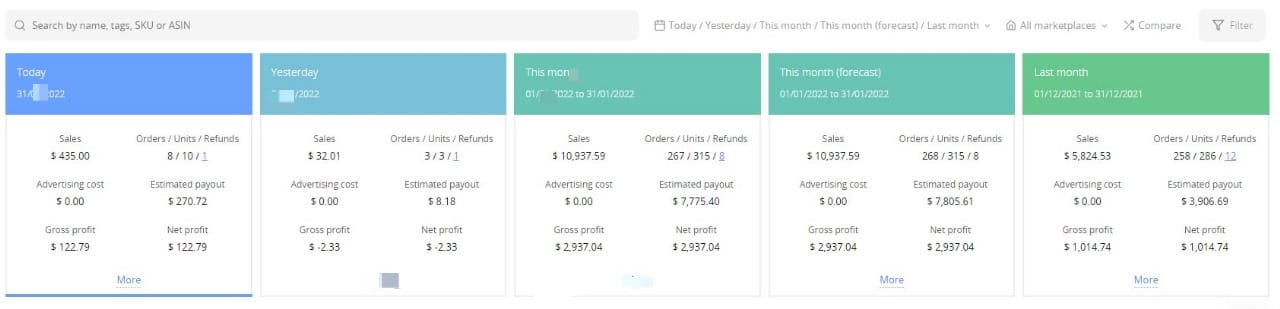 Search by name, tags, SKU or ASIN
Today / Yesterday / This month / This month (forecast) / Last month
All marketplaces
Compare
Filter
Today
31/ 022
Sales
$ 435.00
Orders / Units / Refunds
8 / 10 / 1
Advertising cost
$ 0.00
Estimated payout
$ 270.72
Gross profit
$ 122.79
Net profit
$ 122.79
More
Yesterday
/2022
Sales
$ 32.01
Orders / Units / Refunds
3 / 3 / 1
Advertising cost
$ 0.00
Estimated payout
$ 8.18
Gross profit
$ -2.33
Net profit
$ -2.33
This mon
01/ 2022 to 31/01/2022
Sales
$ 10,937.59
Orders / Units / Refunds
267 / 315 / 8
Advertising cost
$ 0.00
Estimated payout
$ 7,775.40
Gross profit
$ 2,937.04
Net profit
$ 2,937.04
This month (forecast)
01/01/2022 to 31/01/2022
Sales
$ 10,937.59
Orders / Units / Refunds
268 / 315 / 8
Advertising cost
$ 0.00
Estimated payout
$ 7,805.61
Gross profit
$ 2,937.04
Net profit
$ 2,937.04
More
Last month
01/12/2021 to 31/12/2021
Sales
$ 5,824.53
Orders / Units / Refunds
258 / 286 / 12
Advertising cost
$ 0.00
Estimated payout
$ 3,906.69
Gross profit
$ 1,014.74
Net profit
$ 1,014.74
More